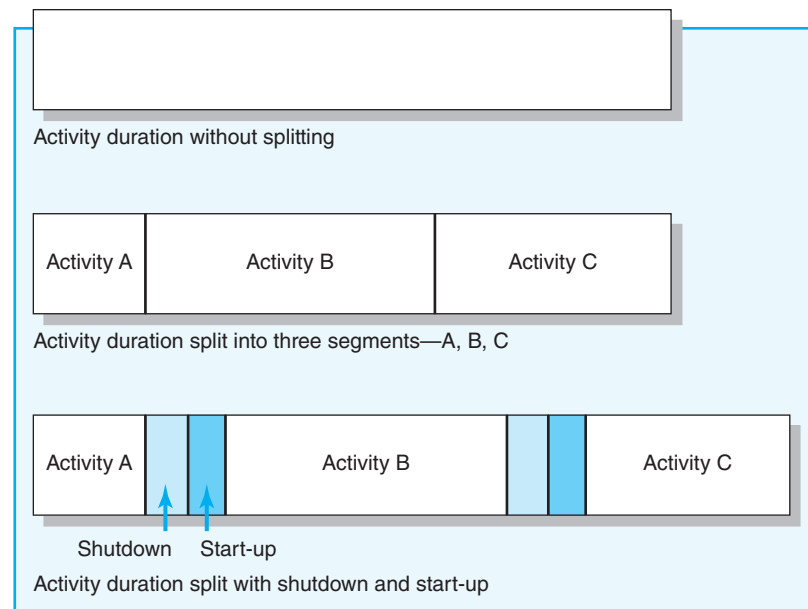 Activity duration without splitting
Activity A Activity B Activity C
Activity duration split into three segments—A, B, C
Activity A Activity B Activity C
Shutdown Start-up
Activity duration split with shutdown and start-up